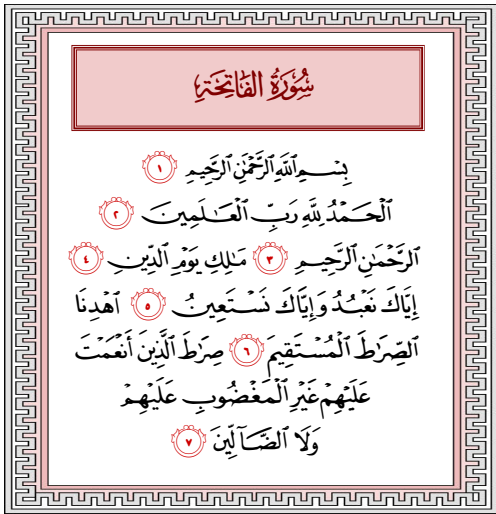 سُورَةُ الفَاتِحَةِ
بِسْمِ ٱللَّهِ ٱلرَّحْمَٰنِ ٱلرَّحِيمِ ١
ٱلْحَمْدُ لِلَّهِ رَبِّ ٱلْعَـٰلَمِينَ ٢
ٱلرَّحْمَـٰنِ ٱلرَّحِيمِ ٣ مَـٰلِكِ يَوْمِ ٱلدِّينِ ٤
إِيَّاكَ نَعْبُدُ وَإِيَّاكَ نَسْتَعِينُ ٥ ٱهْدِنَا
ٱلصِّرَٰطَ ٱلْمُسْتَقِيمَ ٦ صِرَٰطَ ٱلَّذِينَ أَنْعَمْتَ
عَلَيْهِمْ غَيْرِ ٱلْمَغْضُوبِ عَلَيْهِمْ
وَلَا ٱلضَّآلِّينَ ٧